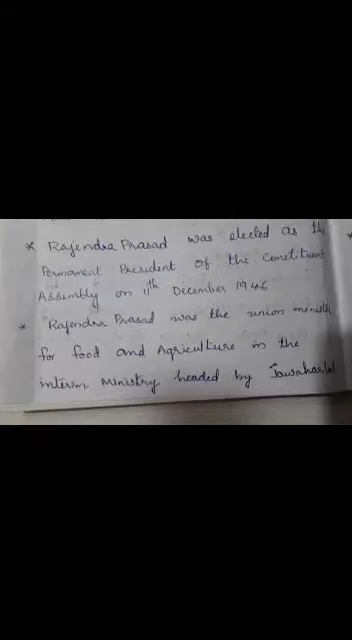 * Rajendra Prasad was elected as the
Permanent President of the Constituent
Assembly on 11th December 1946
* Rajendra Prasad was the union minister
for food and Agriculture in the
interim Ministry headed by Jawaharlal